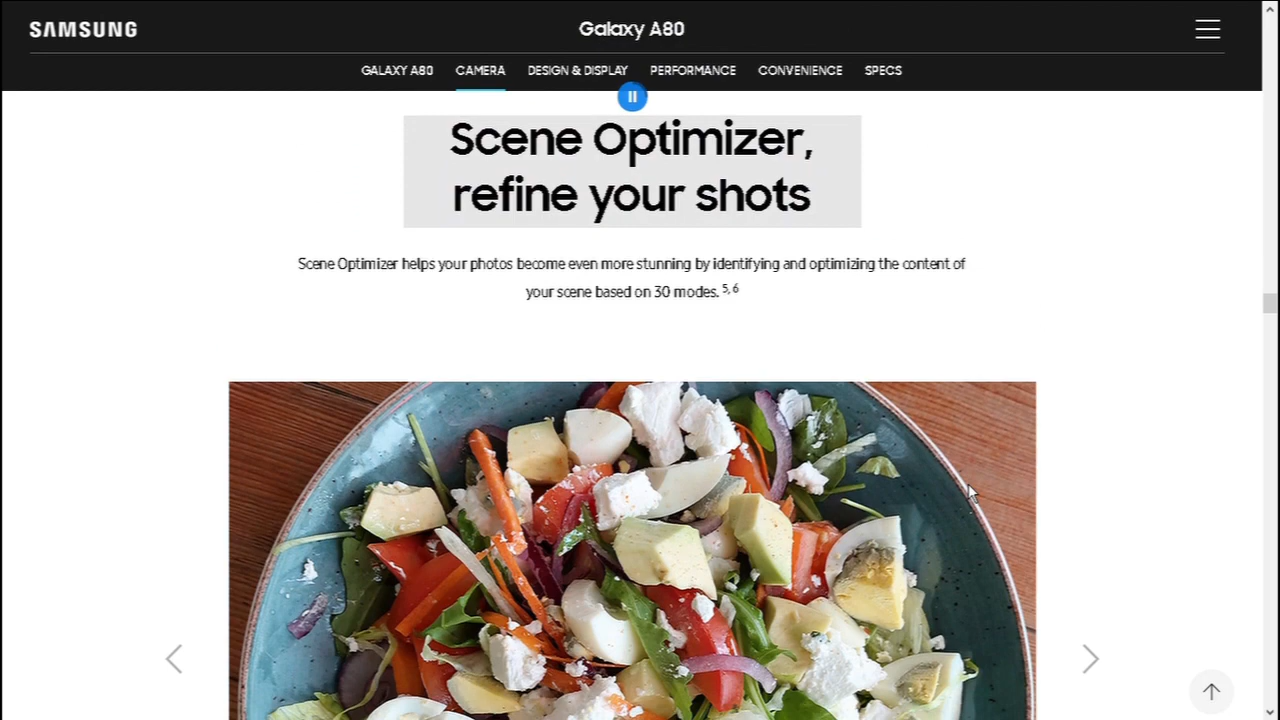 SAMSUNG
Galaxy A80
GALAXY A80 CAMERA DESIGN & DISPLAY PERFORMANCE CONVENIENCE SPECS
Scene Optimizer,
refine your shots
Scene Optimizer helps your photos become even more stunning by identifying and optimizing the content of
your scene based on 30 modes. 5, 6